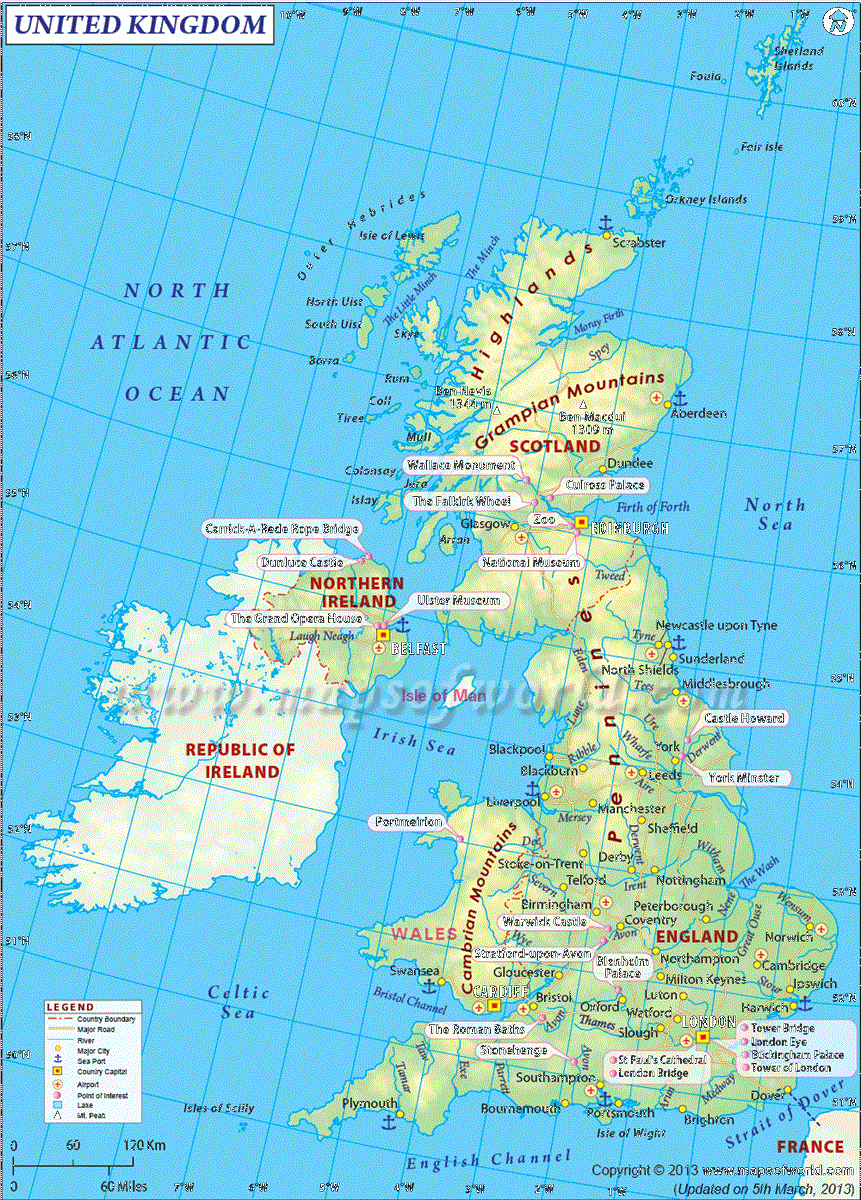 UNITED KINGDOM
10°W 9°W 8°W 7°W 6°W 5°W 4°W 3°W 2°W 1°W
N
Sherland
Islands
Foula
60°N
Fair Isle
Orkney Islands
59°N
Outer Hebrides
Isle of Lewis
Scrabster
The Minch
The Little Minch
NORTH
ATLANTIC
OCEAN
North Uist
South Uist
Skye
Barra
Highlands
Moray Firth
58°N
Spey
Rum
Ben Nevis
1344 m
Coll
Tiree
Mull
Grampian Mountains
Ben Macdui
1309 m
Aberdeen
SCOTLAND
57°N
Wallace Monument
Dundee
Colonsay
Jura
Culross Palace
Islay
The Falkirk Wheel
Firth of Forth
North
Sea
Glasgow
Zoo
EDINBURGH
Arran
Carrick-A-Rede Rope Bridge
Dunluce Castle
National Museum
56°N
NORTHERN
IRELAND
Tweed
Ulster Museum
The Grand Opera House
Laugh Neagh
BELFAST
Newcastle upon Tyne
Tyne
Sunderland
North Shields
Eden
55°N
www.mapsofworld.com
Isle of Man
Middlesbrough
Tees
Lune
Ure
Castle Howard
Irish Sea
REPUBLIC OF
IRELAND
Pennines
Blackpool
Ribble
Wharfe
York
Derwent
Blackburn
Leeds
Aire
York Minster
54°N
Liverpool
Manchester
Mersey
Portmeirion
Sheffield
Cambrian Mountains
Stoke-on-Trent
Derby
Derwent
Witham
The Wash
Telford
Nottingham
53°N
Severn
Birmingham
Peterborough
Nene
Wensum
Warwick Castle
Coventry
Great Ouse
WALES
Wye
Avon
ENGLAND
Norwich
Stratford-upon-Avon
Northampton
Cambridge
Blenheim
Palace
Swansea
Gloucester
Milton Keynes
Stour
Ipswich
Celtic
Sea
Bristol Channel
CARDIFF
Bristol
Oxford
Luton
Harwich
52°N
Watford
The Roman Baths
Avon
Thames
Slough
LONDON
Tower Bridge
London Eye
Buckingham Palace
Tower of London
Stonehenge
Avon
St Paul's Cathedral
London Bridge
Taw
Exe
Parrett
Tamar
Southampton
Arun
Medway
Dover
51°N
Isles of Scilly
Plymouth
Bournemouth
Portsmouth
Brighton
Isle of Wight
Strait of Dover
English Channel
FRANCE
LEGEND
Country Boundary
Major Road
River
Major City
Sea Port
Country Capital
Airport
Point of Interest
Lake
Mt. Peak
0 60 120 Km
0 60 Miles
Copyright © 2013 www.mapsofworld.com
(Updated on 5th March, 2013)